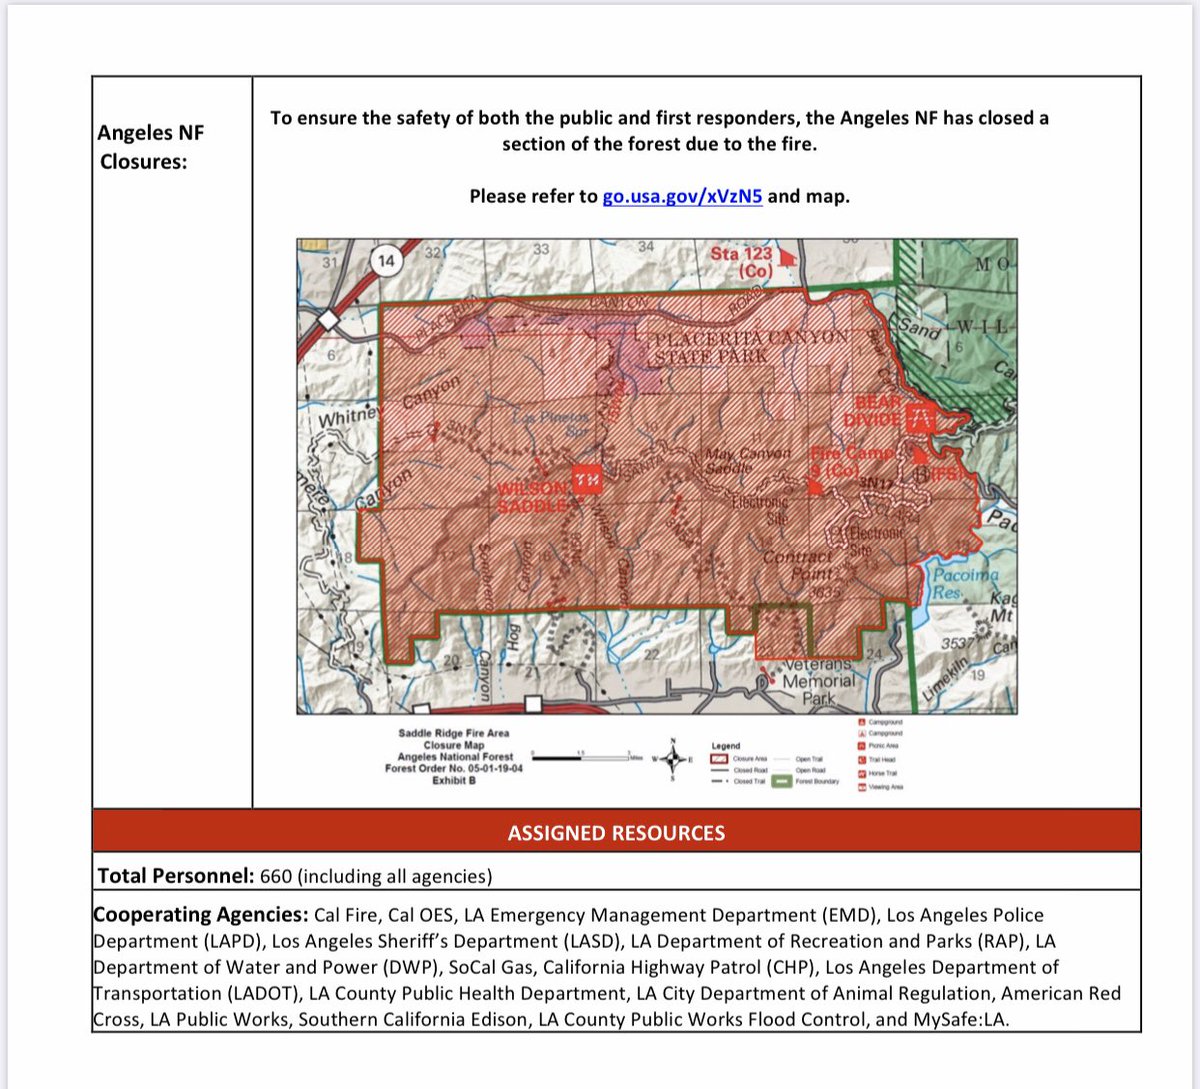 Angeles NF
Closures:
To ensure the safety of both the public and first responders, the Angeles NF has closed a
section of the forest due to the fire.
Please refer to go.usa.gov/xVzN5 and map.
31
14
32
33
34
Sta 123
(Co)
M O
PLACERITA
CANYON
ROAD
Sand
W-I-L
6
6
PLACERITA CANYON
STATE PARK
Whitney
Canyon
BEAR
DIVIDE
Los Pinetos
Spr
May Canyon
Saddle
Fire Camp
9 (Co)
3N17
(FS)
SANTA
TH
WILSON
SADDLE
Electronic
Site
Canyon
Wilson
Canyon
Electronic
Site
Contract
Point
3635
18
Pacoima
Res.
Kag
Mt
3537
Can
Limekiln
19
Hog
Canyon
20
21
22
24
Veterans
Memorial
Park
Saddle Ridge Fire Area
Closure Map
Angeles National Forest
Forest Order No. 05-01-19-04
Exhibit B
0
1.5
3
Miles
N
W
E
S
Legend
Closure Area
Closed Road
Closed Trail
Open Trail
Open Road
Forest Boundary
Campground
Campground
Picnic Area
Trail Head
Horse Trail
Viewing Area
ASSIGNED RESOURCES
Total Personnel: 660 (including all agencies)
Cooperating Agencies: Cal Fire, Cal OES, LA Emergency Management Department (EMD), Los Angeles Police
Department (LAPD), Los Angeles Sheriff’s Department (LASD), LA Department of Recreation and Parks (RAP), LA
Department of Water and Power (DWP), SoCal Gas, California Highway Patrol (CHP), Los Angeles Department of
Transportation (LADOT), LA County Public Health Department, LA City Department of Animal Regulation, American Red
Cross, LA Public Works, Southern California Edison, LA County Public Works Flood Control, and MySafe:LA.